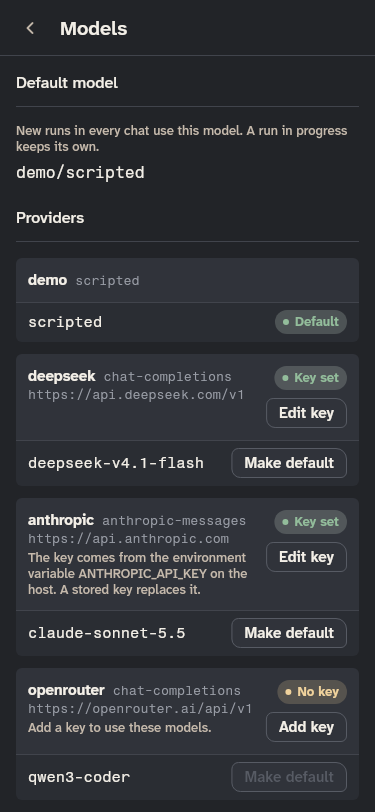 Models
Default model
New runs in every chat use this model. A run in progress
keeps its own.
demo/scripted
Providers
demo scripted
scripted Default
deepseek chat-completions Key set
https://api.deepseek.com/v1
Edit key
deepseek-v4.1-flash Make default
anthropic anthropic-messages Key set
https://api.anthropic.com
Edit key
The key comes from the environment
variable ANTHROPIC_API_KEY on the
host. A stored key replaces it.
claude-sonnet-5.5 Make default
openrouter chat-completions No key
https://openrouter.ai/api/v1
Add a key to use these models. Add key
qwen3-coder Make default